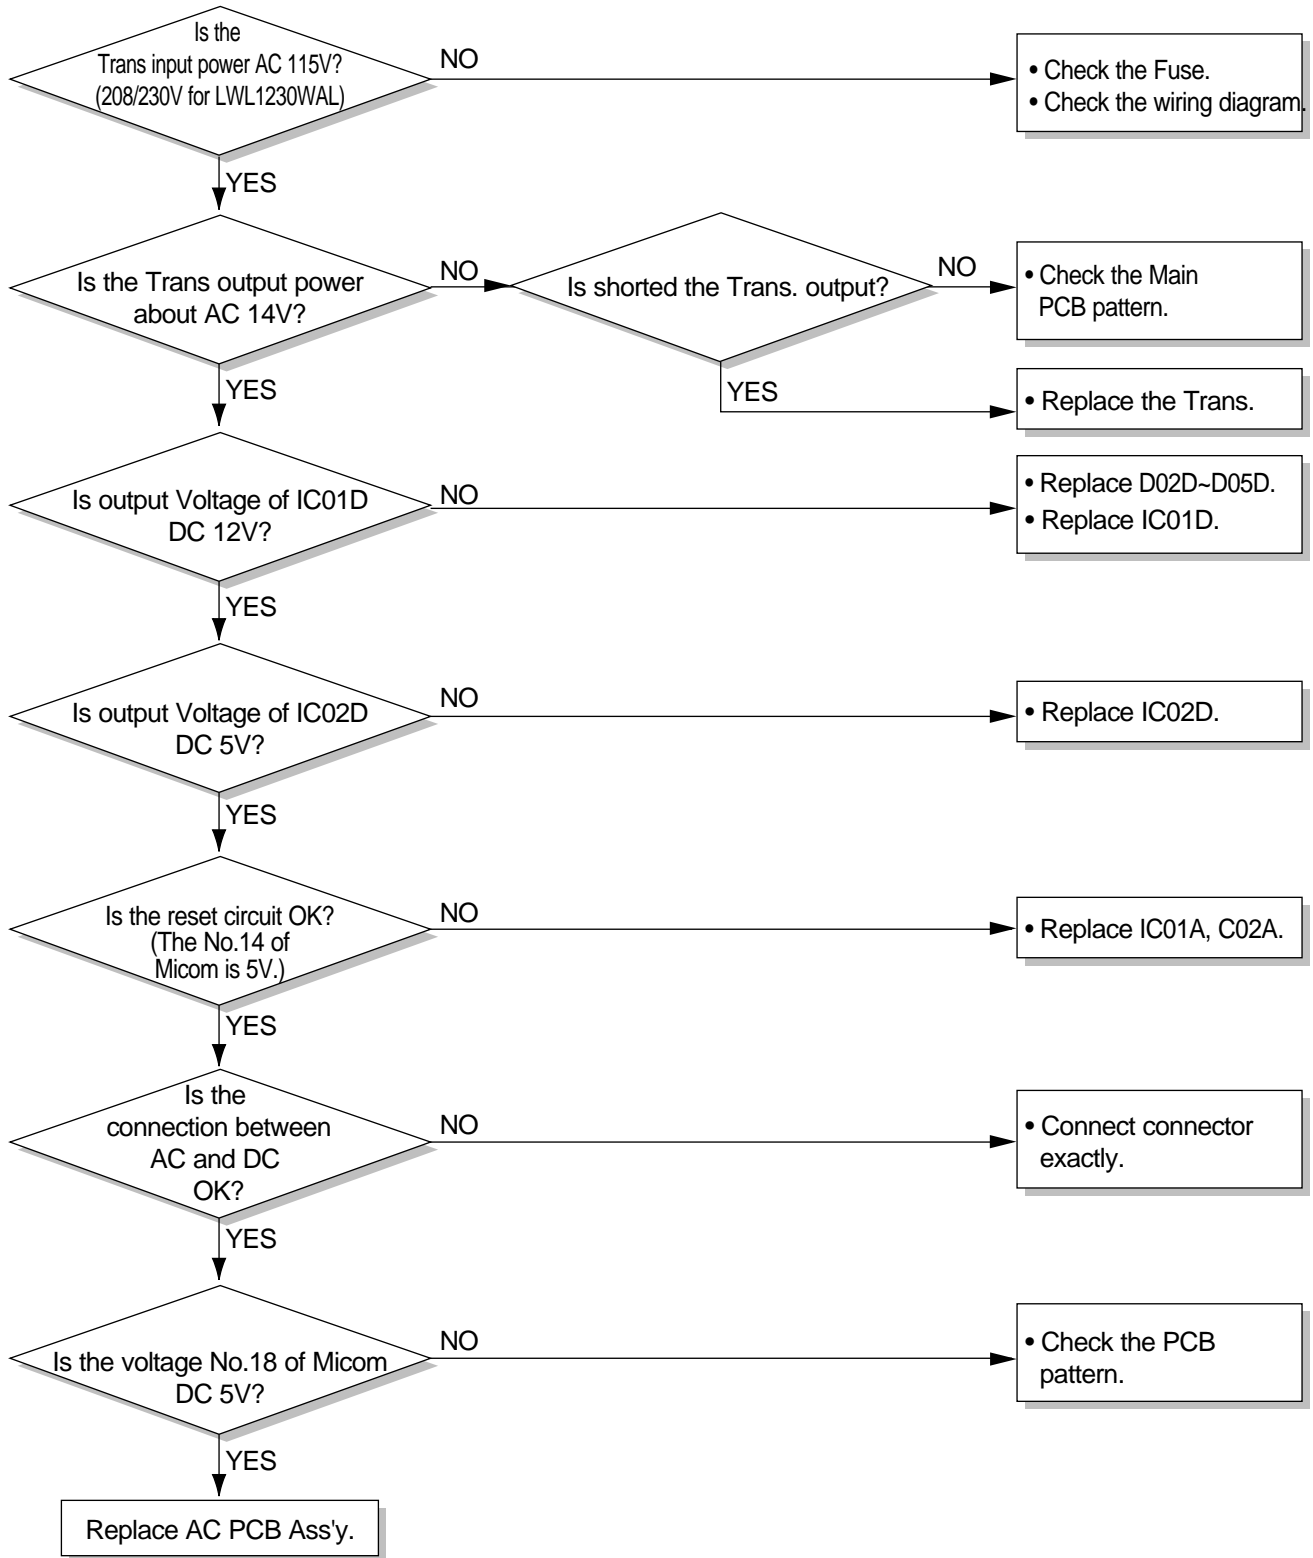 Is the
Trans input power AC 115V?
(208/230V for LWL1230WAL)
NO
• Check the Fuse.
• Check the wiring diagram.
YES
Is the Trans output power
about AC 14V?
NO
Is shorted the Trans. output?
NO
• Check the Main
PCB pattern.
YES
• Replace the Trans.
YES
Is output Voltage of IC01D
DC 12V?
NO
• Replace D02D~D05D.
• Replace IC01D.
YES
Is output Voltage of IC02D
DC 5V?
NO
• Replace IC02D.
YES
Is the reset circuit OK?
(The No.14 of
Micom is 5V.)
NO
• Replace IC01A, C02A.
YES
Is the
connection between
AC and DC
OK?
NO
• Connect connector
exactly.
YES
Is the voltage No.18 of Micom
DC 5V?
NO
• Check the PCB
pattern.
YES
Replace AC PCB Ass'y.